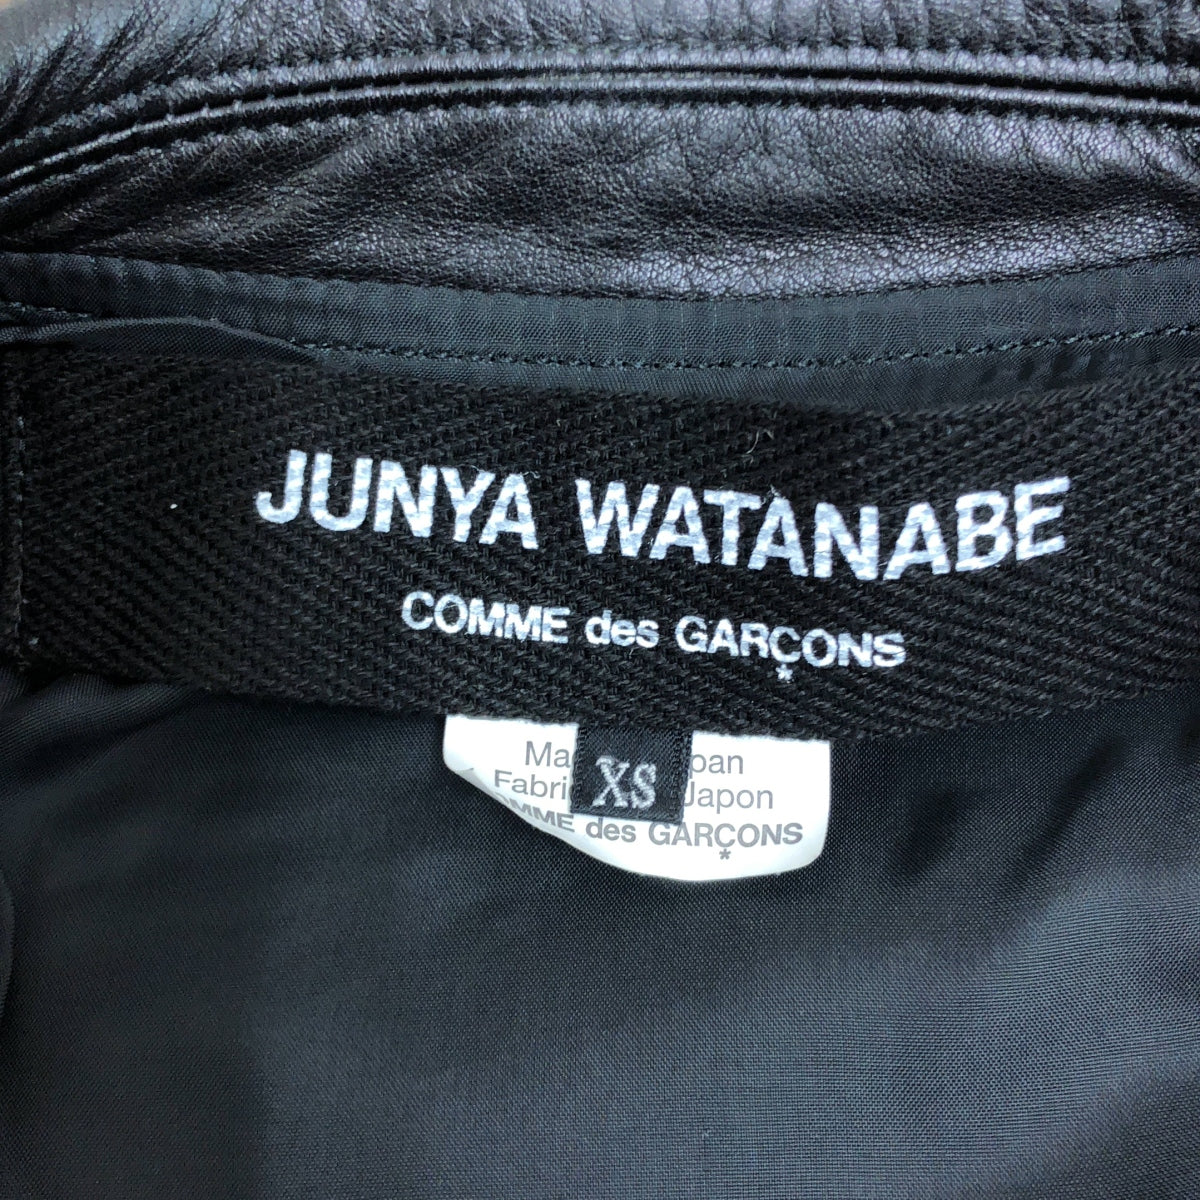 JUNYA WATANABE
COMME des GARÇONS
*
Ma pan
XS
Fabri Japon
OMME des GARÇONS
*